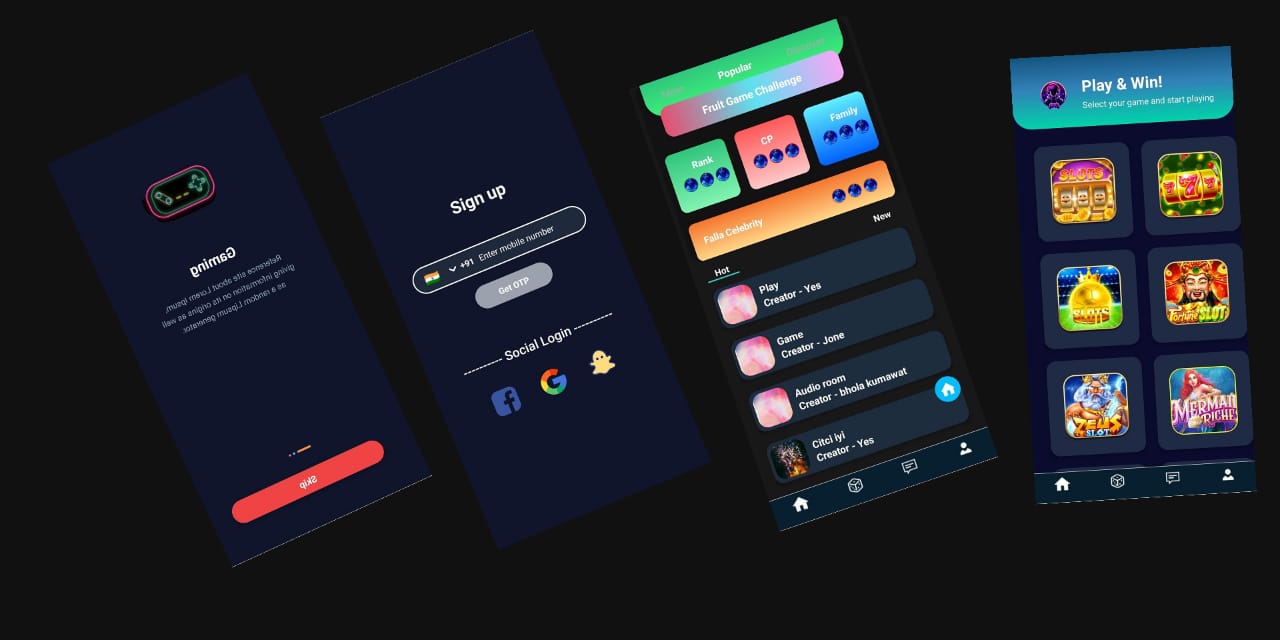 Gaming
Reference site about Lorem Ipsum,
giving information on its origins as well
as a random Lipsum generator.
Skip
Sign up
+91 Enter mobile number
Get OTP
-------- Social Login --------
Popular
Discover
Fruit Game Challenge
Rank
CP
Family
Falla Celebrity
Hot
New
Play
Creator - Yes
Game
Creator - Jone
Audio room
Creator - bhola kumawat
Citci iyi
Creator - Yes
Play & Win!
Select your game and start playing
SLOTS
777
SLOTS
Fortune SLOT
ZEUS
SLOT
MERMAID
RICHE